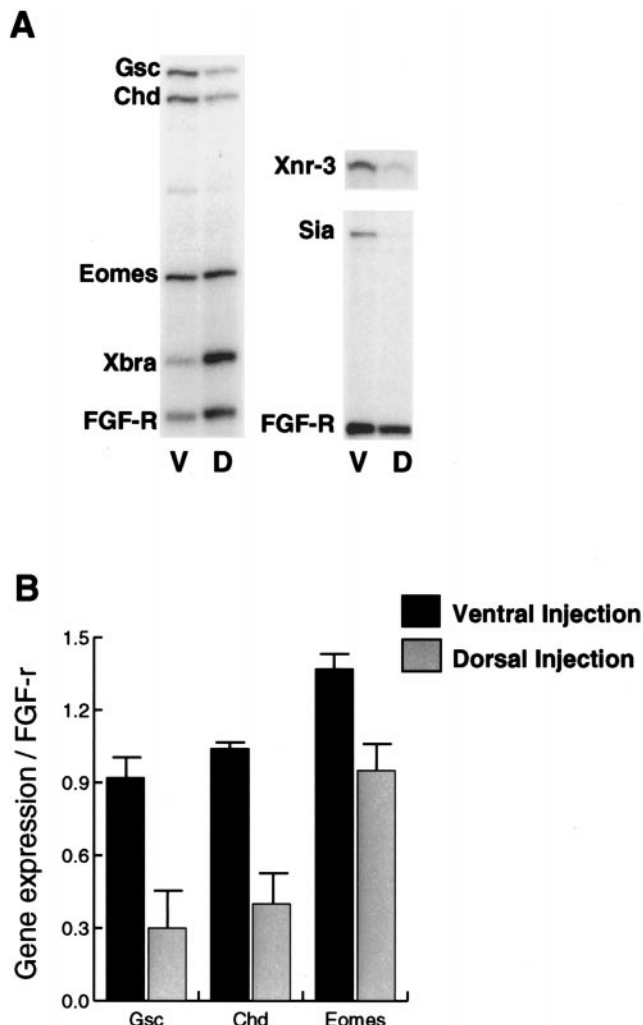 A
Gsc
Chd
Eomes
Xbra
FGF-R
V D
Xnr-3
Sia
FGF-R
V D
B
Ventral Injection
Dorsal Injection
Gene expression / FGF-r
1.5
1.2
0.9
0.6
0.3
0.0
Gsc Chd Eomes